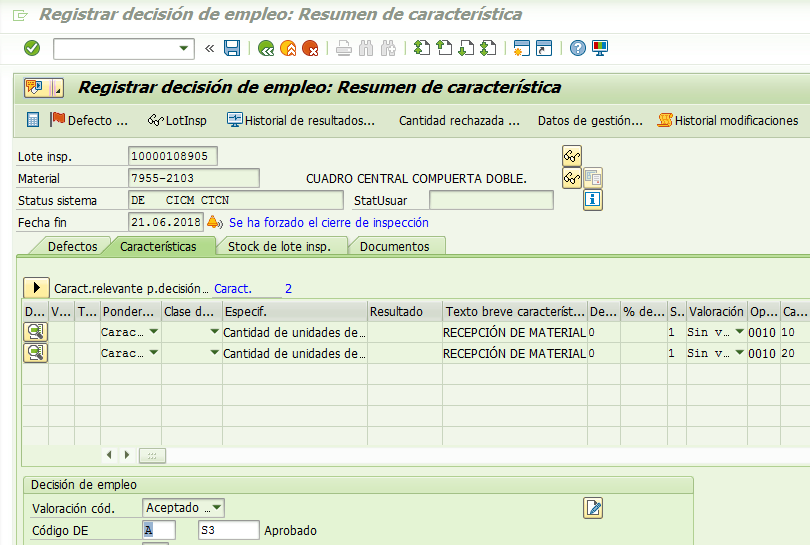 Registrar decisión de empleo: Resumen de característica
Registrar decisión de empleo: Resumen de característica
Defecto ... LotInsp Historial de resultados... Cantidad rechazada ... Datos de gestión... Historial modificaciones
Lote insp. 10000108905
Material 7955-2103 CUADRO CENTRAL COMPUERTA DOBLE.
Status sistema DE CICM CTCN StatUsuar
Fecha fin 21.06.2018 Se ha forzado el cierre de inspección
Defectos Características Stock de lote insp. Documentos
Caract.relevante p.decisión... Caract. 2
D... V... T... Ponder... Clase d... Especif. Resultado Texto breve característ... De... % de... S.. Valoración Op... Ca...
Carac... Cantidad de unidades de... RECEPCIÓN DE MATERIAL 0 1 Sin v... 0010 10
Carac... Cantidad de unidades de... RECEPCIÓN DE MATERIAL 0 1 Sin v... 0010 20
Decisión de empleo
Valoración cód. Aceptado ...
Código DE A S3 Aprobado